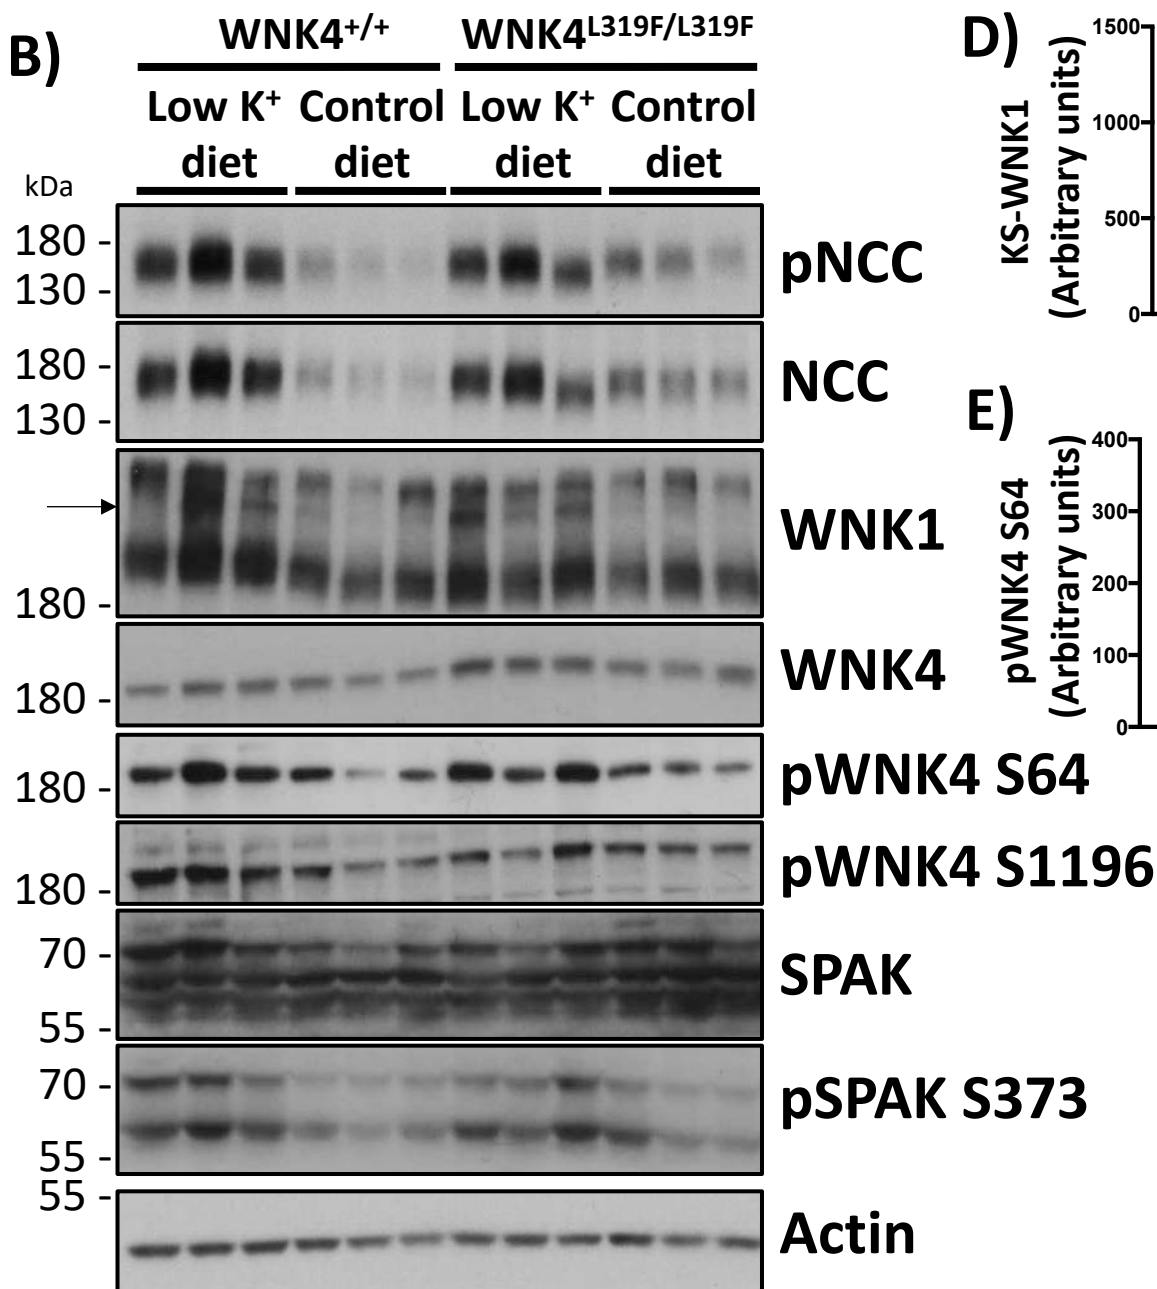 B)
WNK4+/+ WNK4L319F/L319F
Low K+ Control Low K+ Control
diet diet diet diet
kDa
180 -
130 -
pNCC
180 -
130 -
NCC
180 -
WNK1
180 -
WNK4
180 -
pWNK4 S64
180 -
pWNK4 S1196
70 -
55 -
SPAK
70 -
55 -
pSPAK S373
55 -
Actin
D)
KS-WNK1
(Arbitrary units)
1500
1000
500
0
E)
pWNK4 S64
(Arbitrary units)
400
300
200
100
0